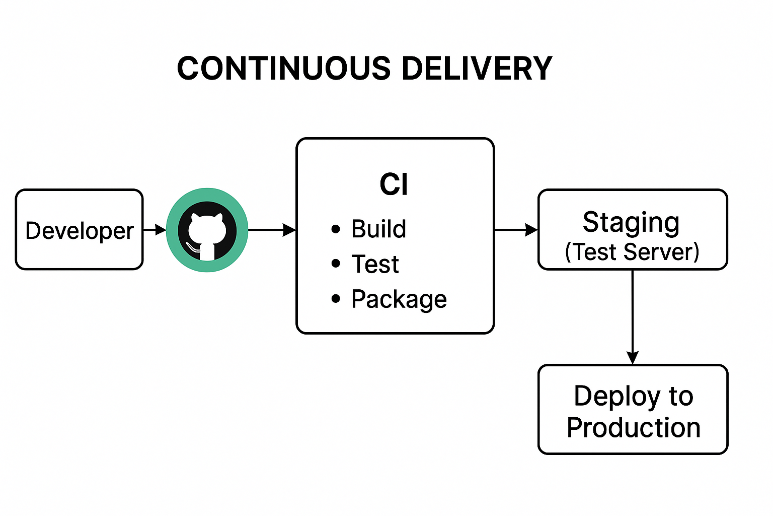 CONTINUOUS DELIVERY
Developer
CI
• Build
• Test
• Package
Staging
(Test Server)
Deploy to
Production